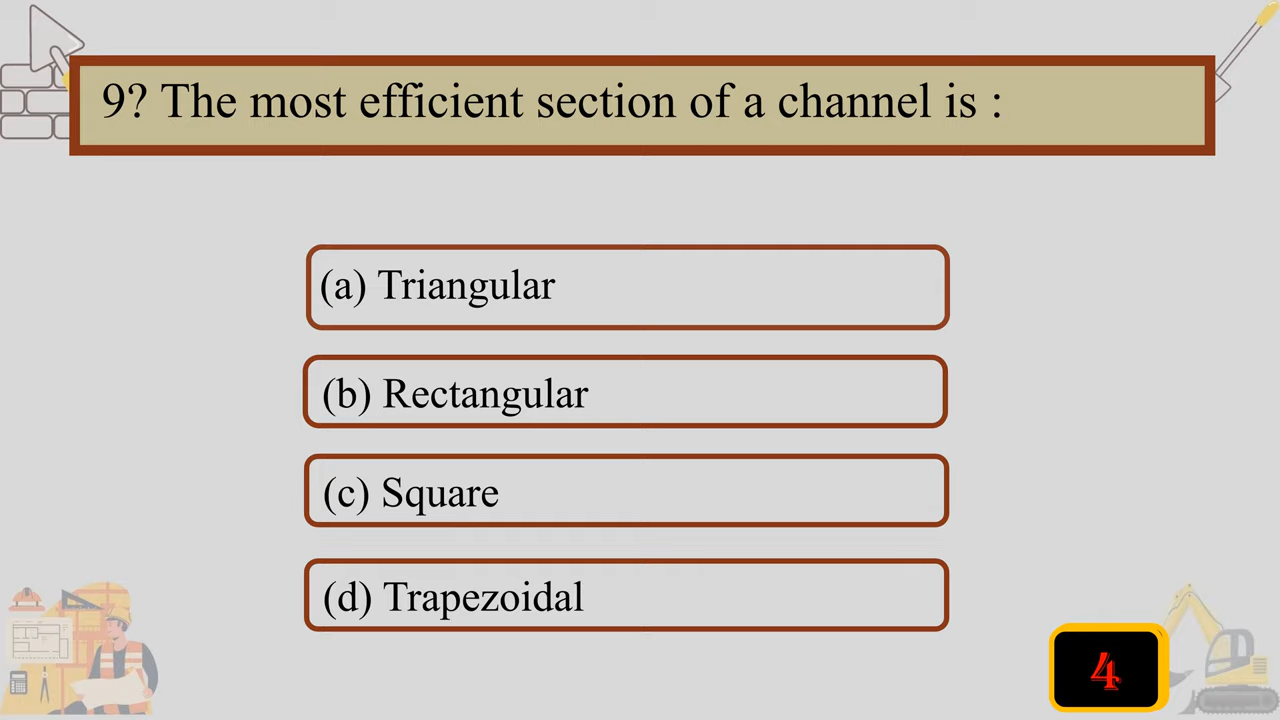 9? The most efficient section of a channel is :
(a) Triangular
(b) Rectangular
(c) Square
(d) Trapezoidal
4